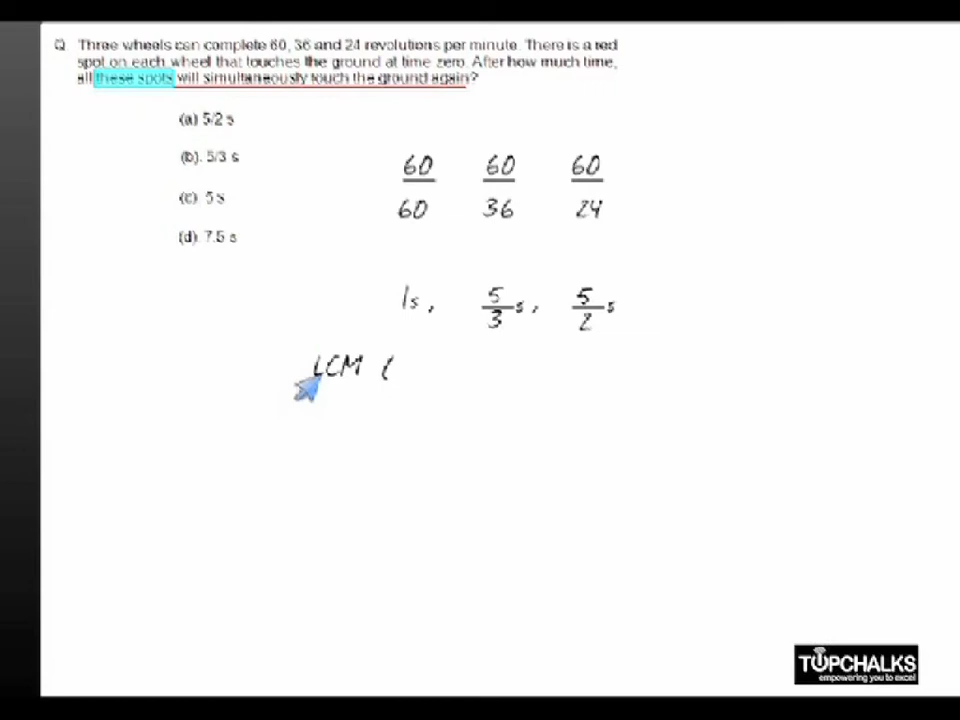 Q. Three wheels can complete 60, 36 and 24 revolutions per minute. There is a red
spot on each wheel that touches the ground at time zero. After how much time,
all these spots will simultaneously touch the ground again?
(a) 5/2 s
(b). 5/3 s
(c) 5 s
(d) 7.5 s
60 60 60
60 36 24
1s, 5/3 s, 5/2 s
LCM (
TOPCHALKS
empowering you to excel